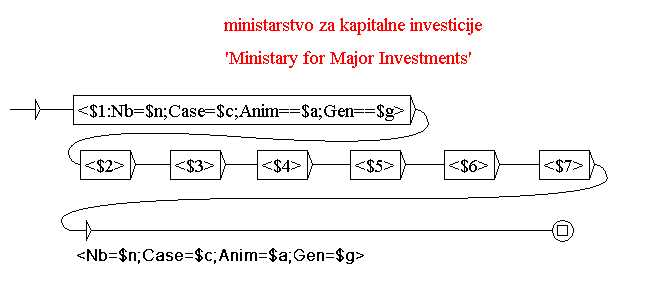 ministarstvo za kapitalne investicije
'Ministary for Major Investments'
<$1:Nb=$n;Case=$c;Anim==$a;Gen==$g>
<$2> <$3> <$4> <$5> <$6> <$7>
<Nb=$n;Case=$c;Anim=$a;Gen=$g>